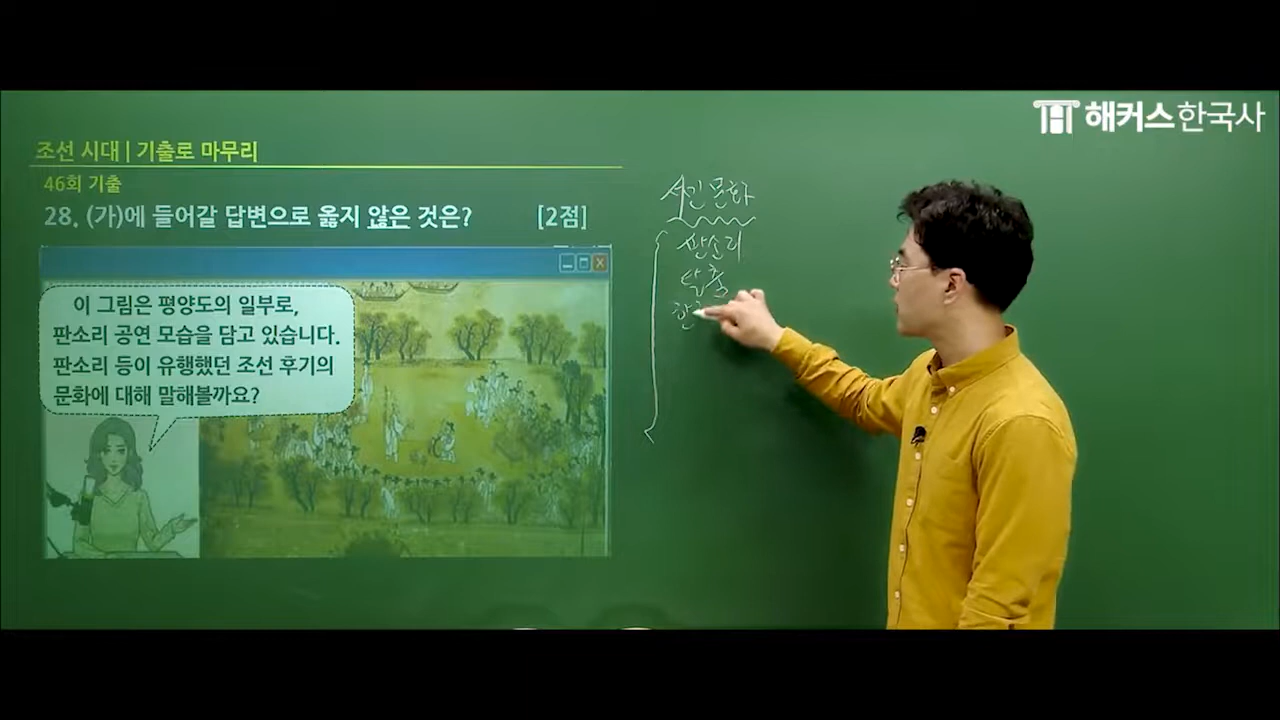 해커스한국사
조선 시대 | 기출로 마무리
46회 기출
28. (가)에 들어갈 답변으로 옳지 않은 것은? [2점]
이 그림은 평양도의 일부로,
판소리 공연 모습을 담고 있습니다.
판소리 등이 유행했던 조선 후기의
문화에 대해 말해볼까요?
서민문화
판소리
탈춤
한